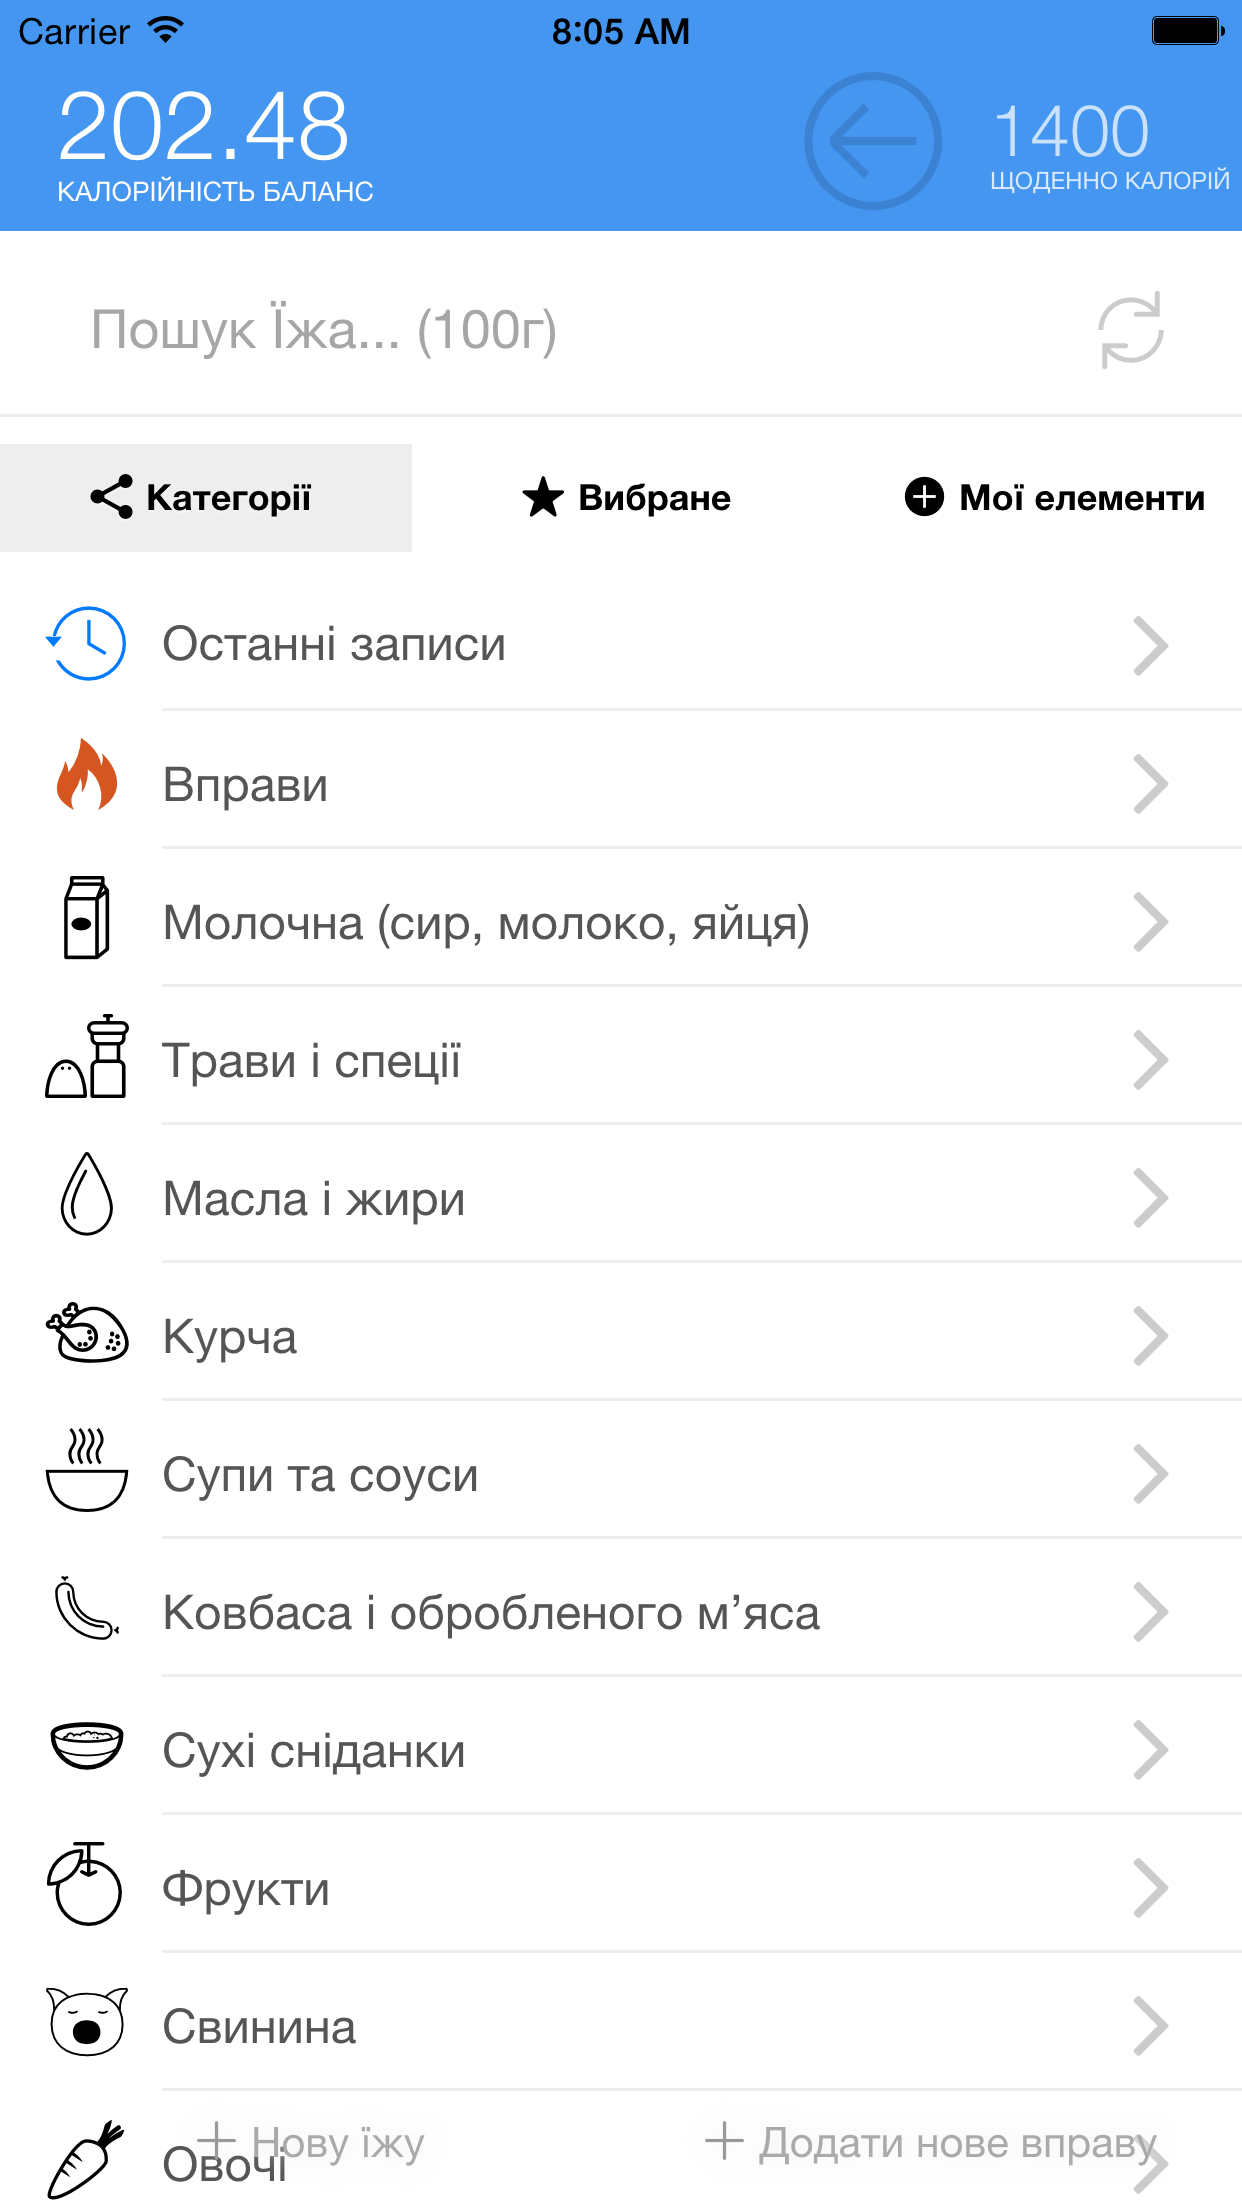 Carrier 8:05 AM
202.48
КАЛОРІЙНІСТЬ БАЛАНС
1400
ЩОДЕННО КАЛОРІЙ
Пошук Їжа... (100г)
Категорії
Вибране
Мої елементи
Останні записи
Вправи
Молочна (сир, молоко, яйця)
Трави і спеції
Масла і жири
Курча
Супи та соуси
Ковбаса і обробленого м’яса
Сухі сніданки
Фрукти
Свинина
Овочі
Нову їжу
Додати нове вправу